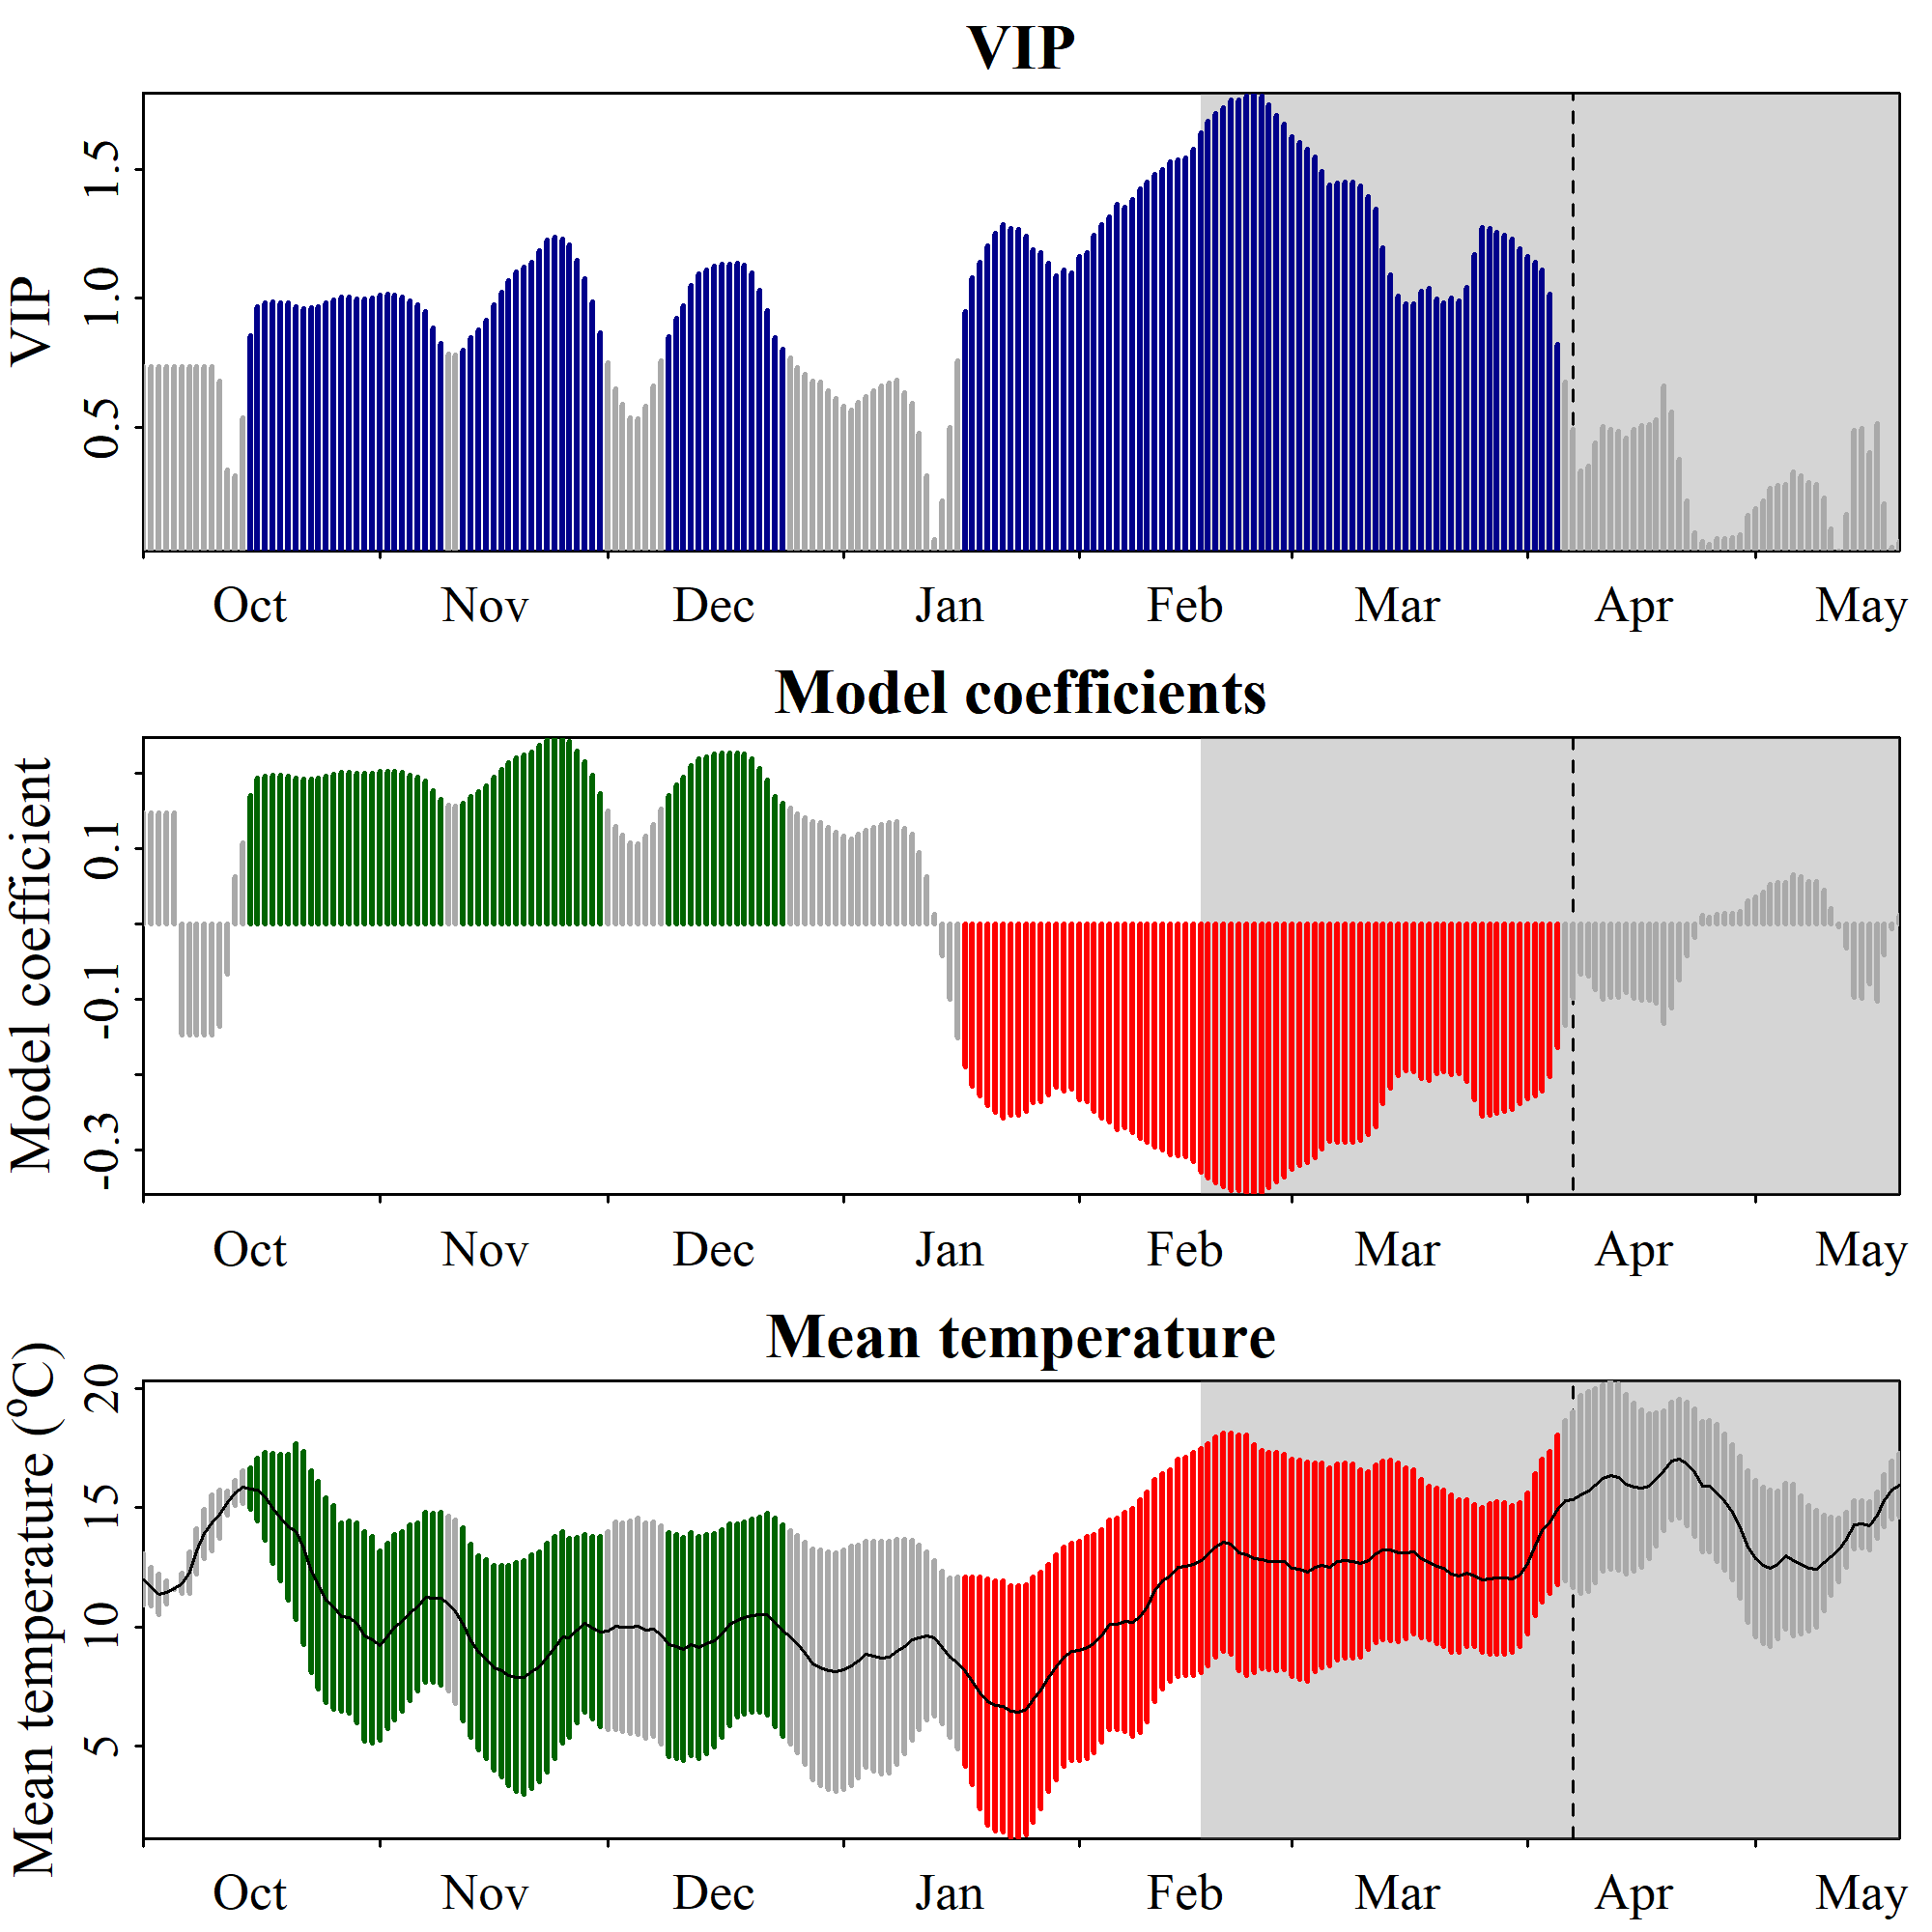 VIP
VIP
1.5
1.0
0.5
Oct Nov Dec Jan Feb Mar Apr May
Model coefficients
Model coefficient
0.1
-0.1
-0.3
Oct Nov Dec Jan Feb Mar Apr May
Mean temperature
Mean temperature (ºC)
20
15
10
5
Oct Nov Dec Jan Feb Mar Apr May